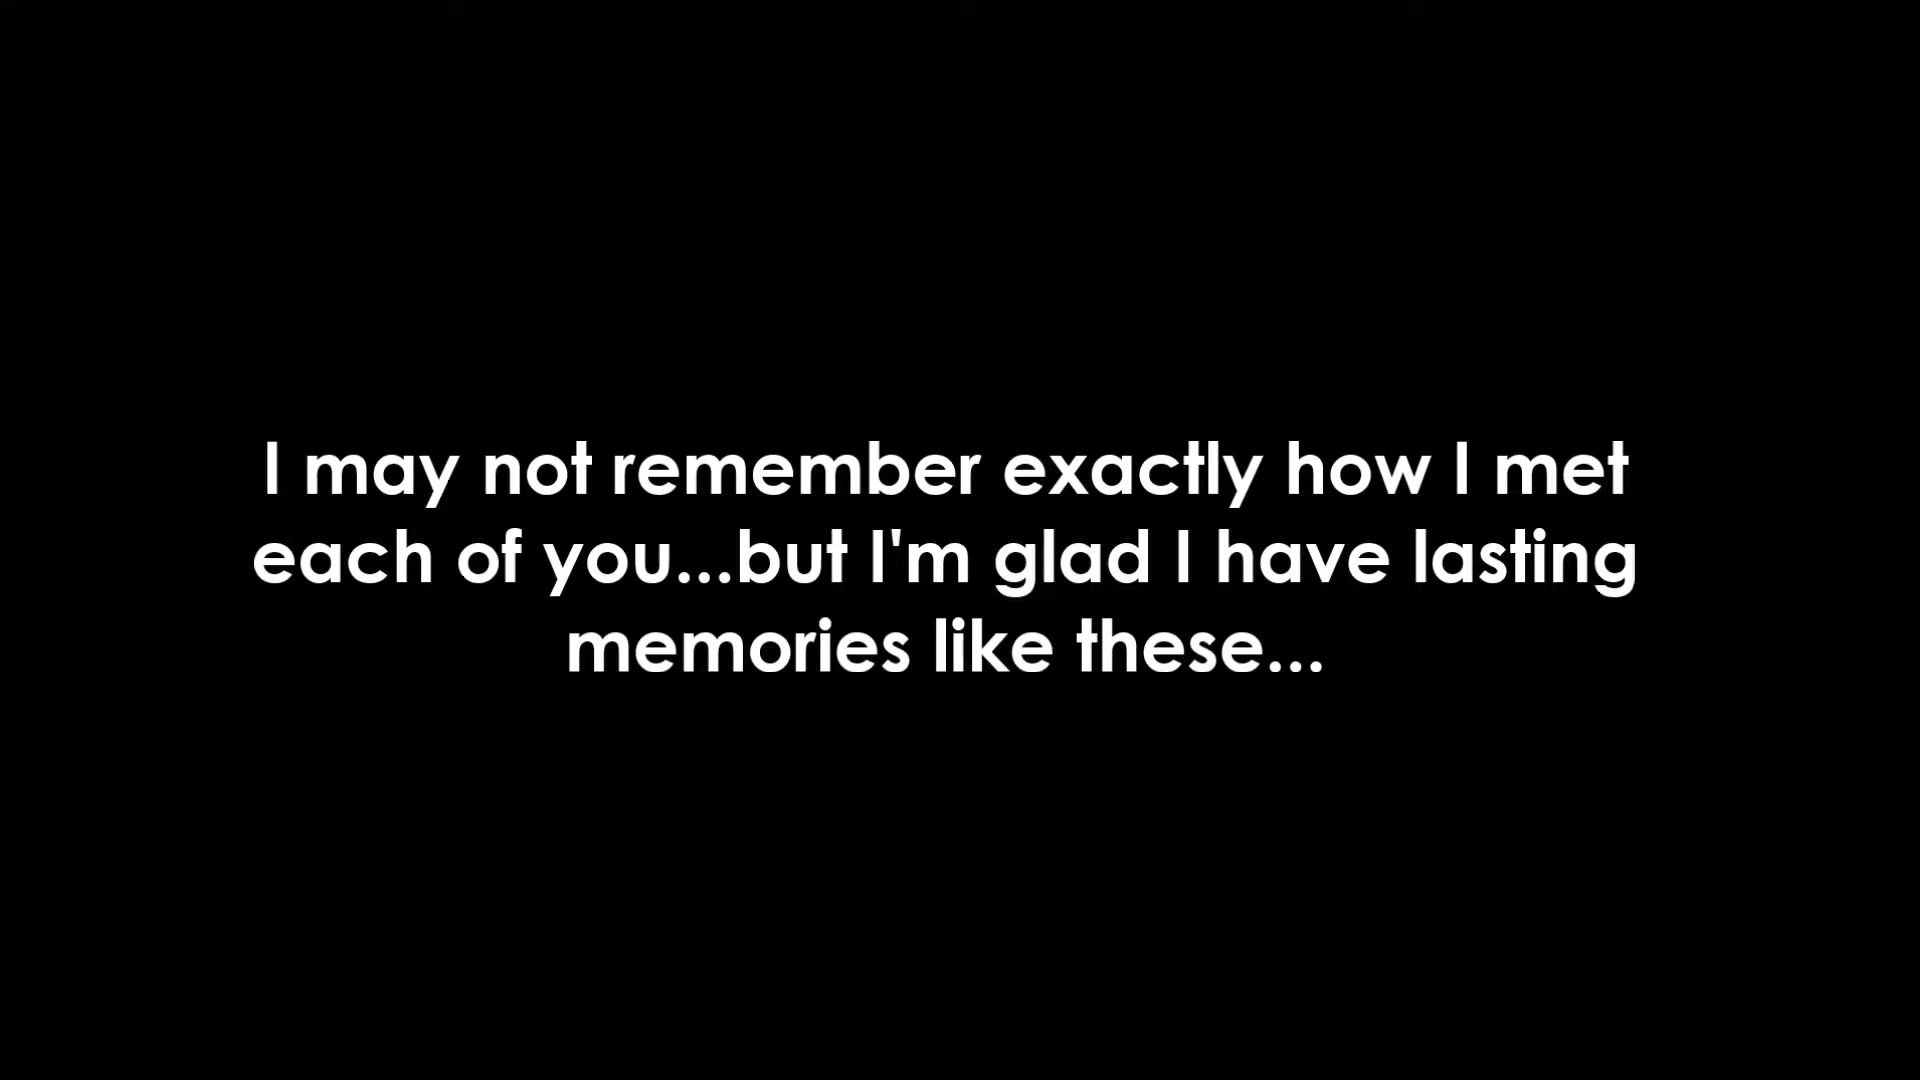 I may not remember exactly how I met
each of you...but I'm glad I have lasting
memories like these...